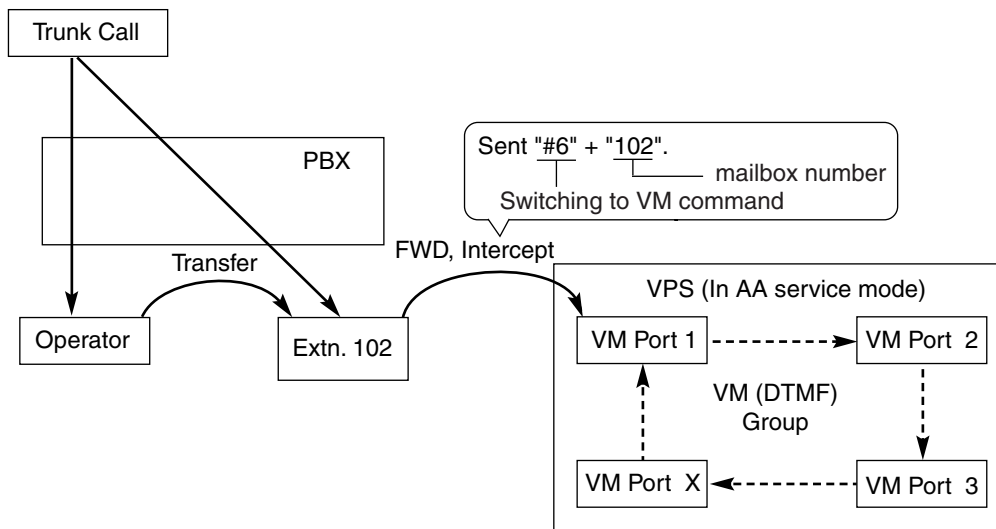 Trunk Call
PBX
Sent "#6" + "102".
mailbox number
Switching to VM command
FWD, Intercept
Transfer
VPS (In AA service mode)
Operator
Extn. 102
VM Port 1
VM Port 2
VM (DTMF)
Group
VM Port X
VM Port 3